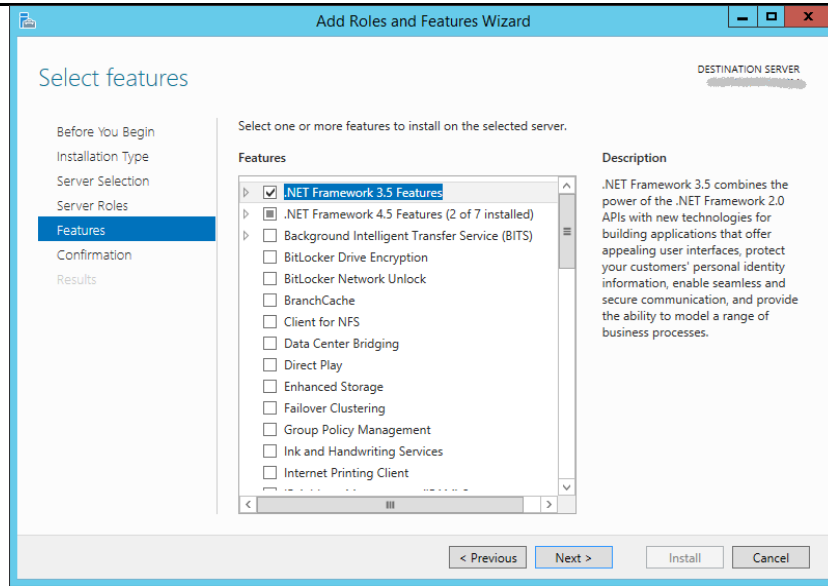 Add Roles and Features Wizard
Select features
DESTINATION SERVER
Before You Begin
Installation Type
Server Selection
Server Roles
Features
Confirmation
Results
Select one or more features to install on the selected server.
Features
.NET Framework 3.5 Features
.NET Framework 4.5 Features (2 of 7 installed)
Background Intelligent Transfer Service (BITS)
BitLocker Drive Encryption
BitLocker Network Unlock
BranchCache
Client for NFS
Data Center Bridging
Direct Play
Enhanced Storage
Failover Clustering
Group Policy Management
Ink and Handwriting Services
Internet Printing Client
Description
.NET Framework 3.5 combines the
power of the .NET Framework 2.0
APIs with new technologies for
building applications that offer
appealing user interfaces, protect
your customers' personal identity
information, enable seamless and
secure communication, and provide
the ability to model a range of
business processes.
< Previous
Next >
Install
Cancel